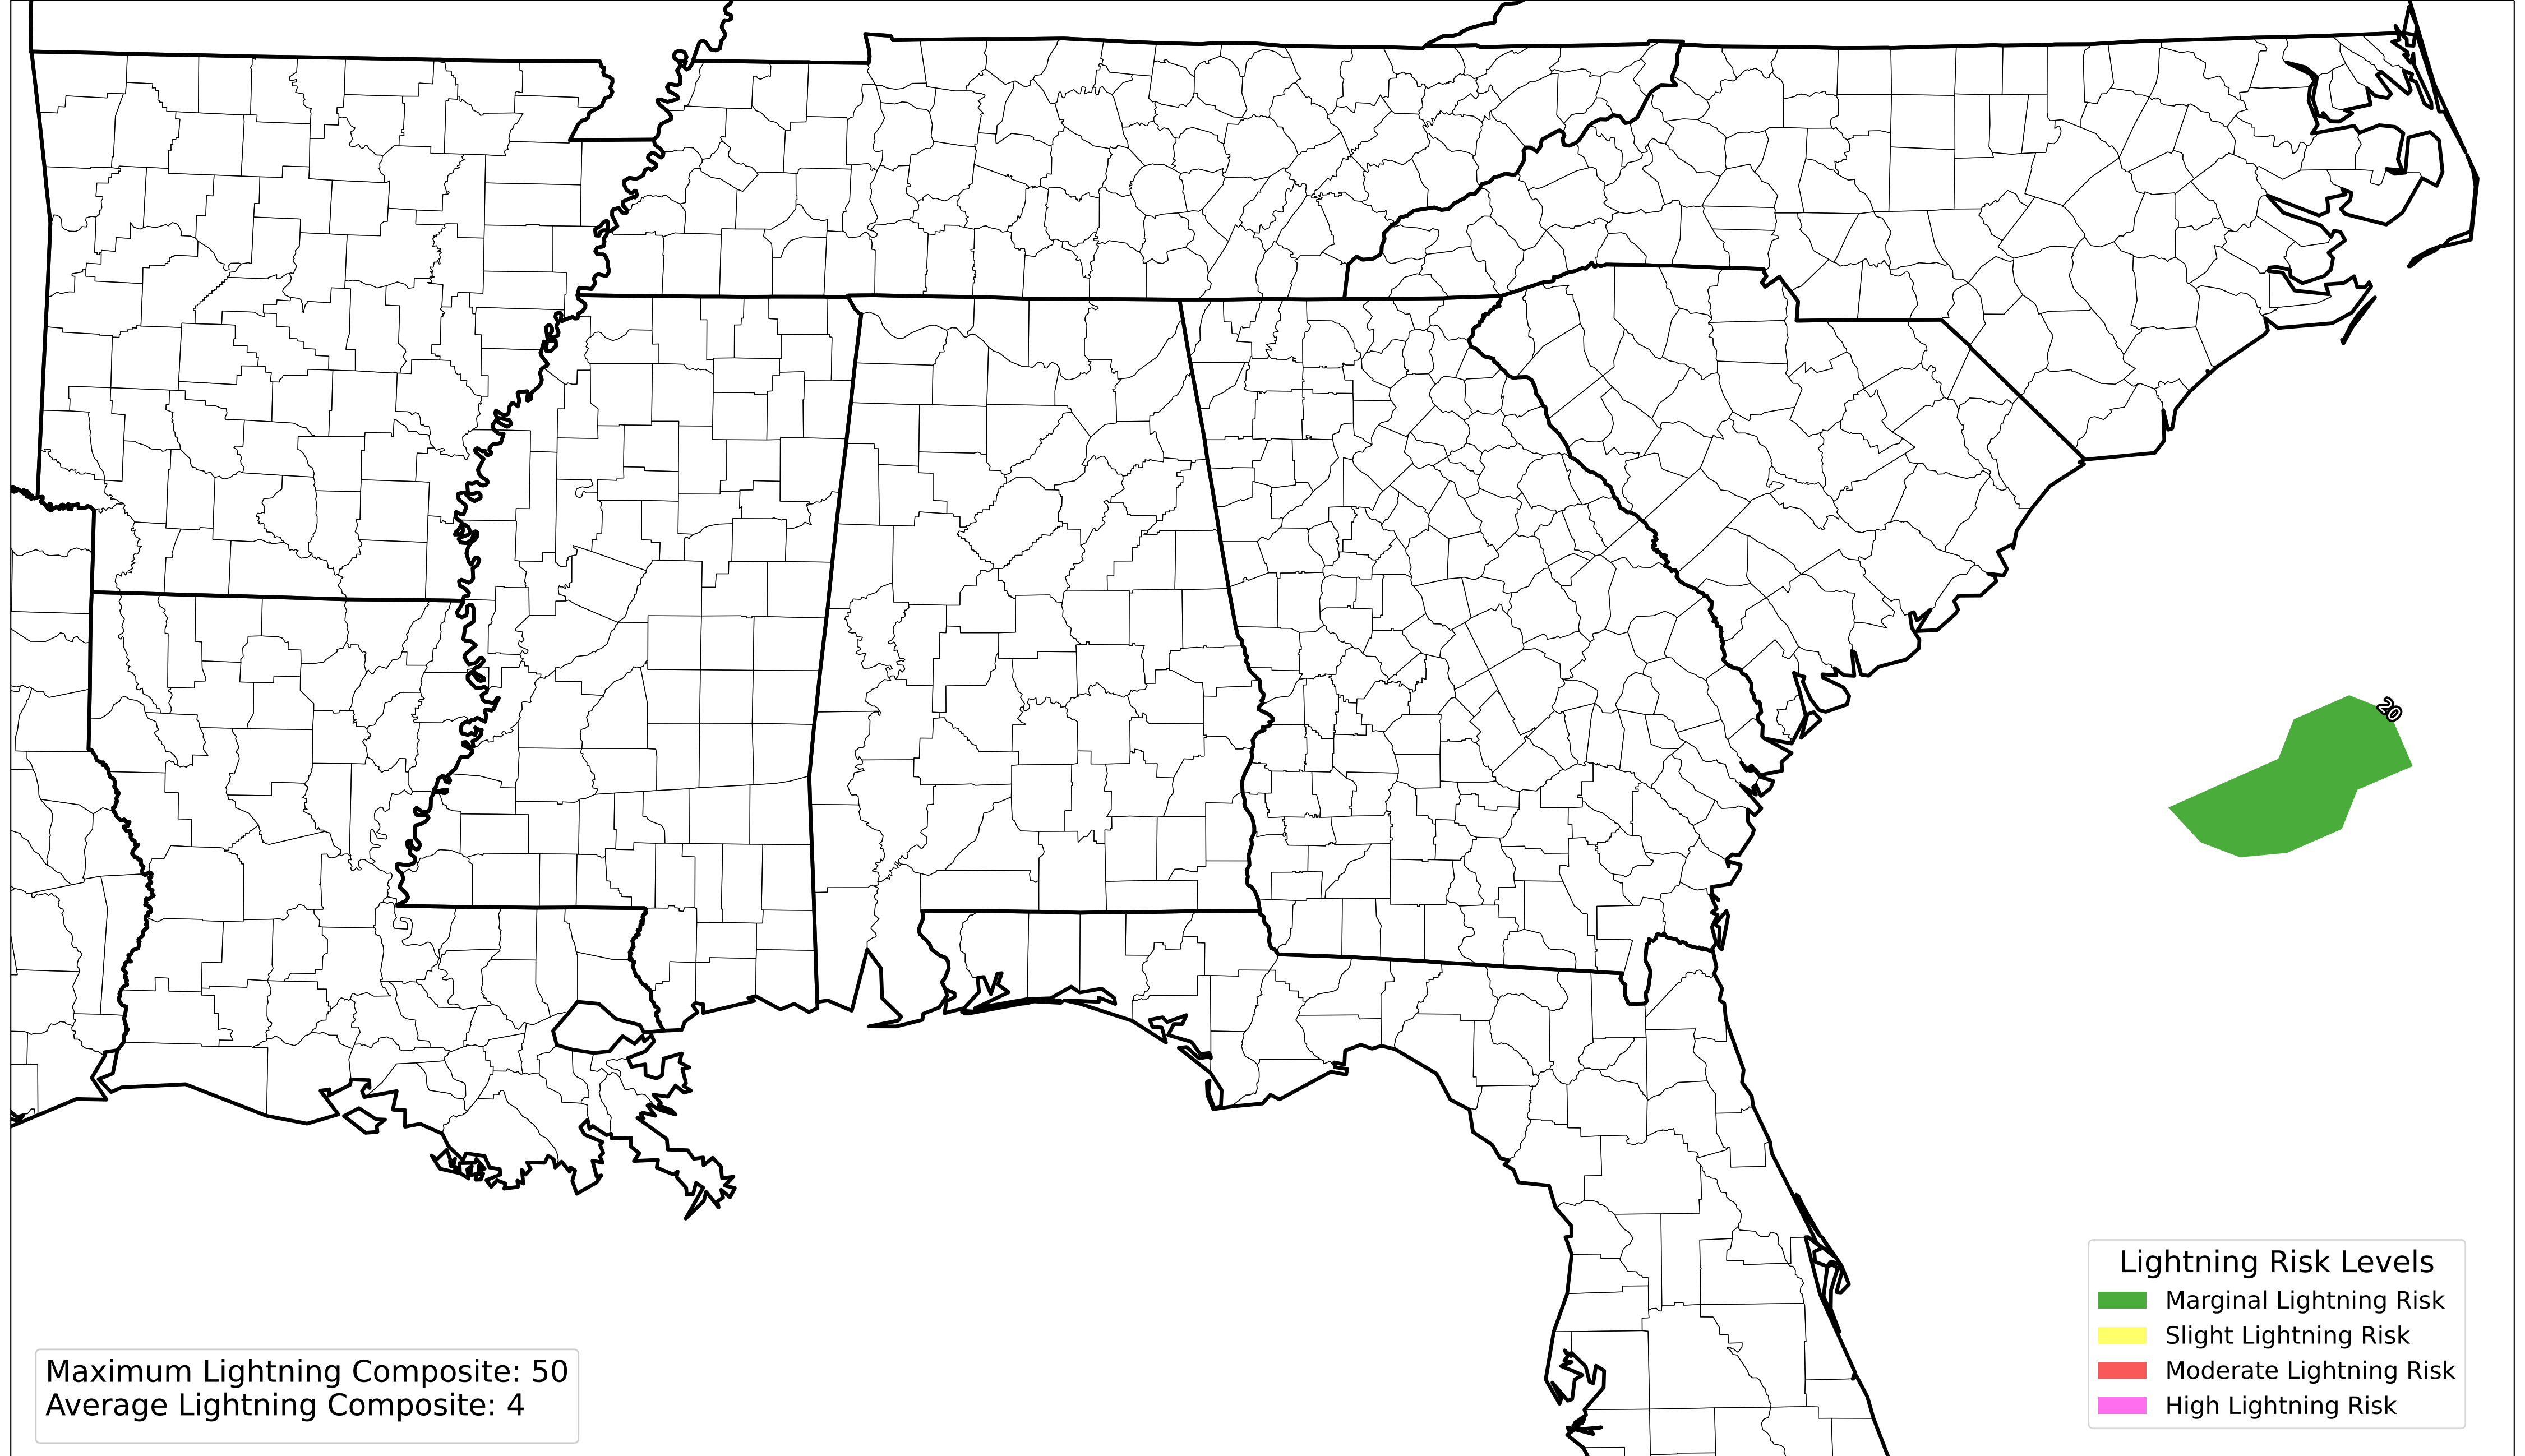 20
Lightning Risk Levels
Marginal Lightning Risk
Slight Lightning Risk
Moderate Lightning Risk
High Lightning Risk
Maximum Lightning Composite: 50
Average Lightning Composite: 4